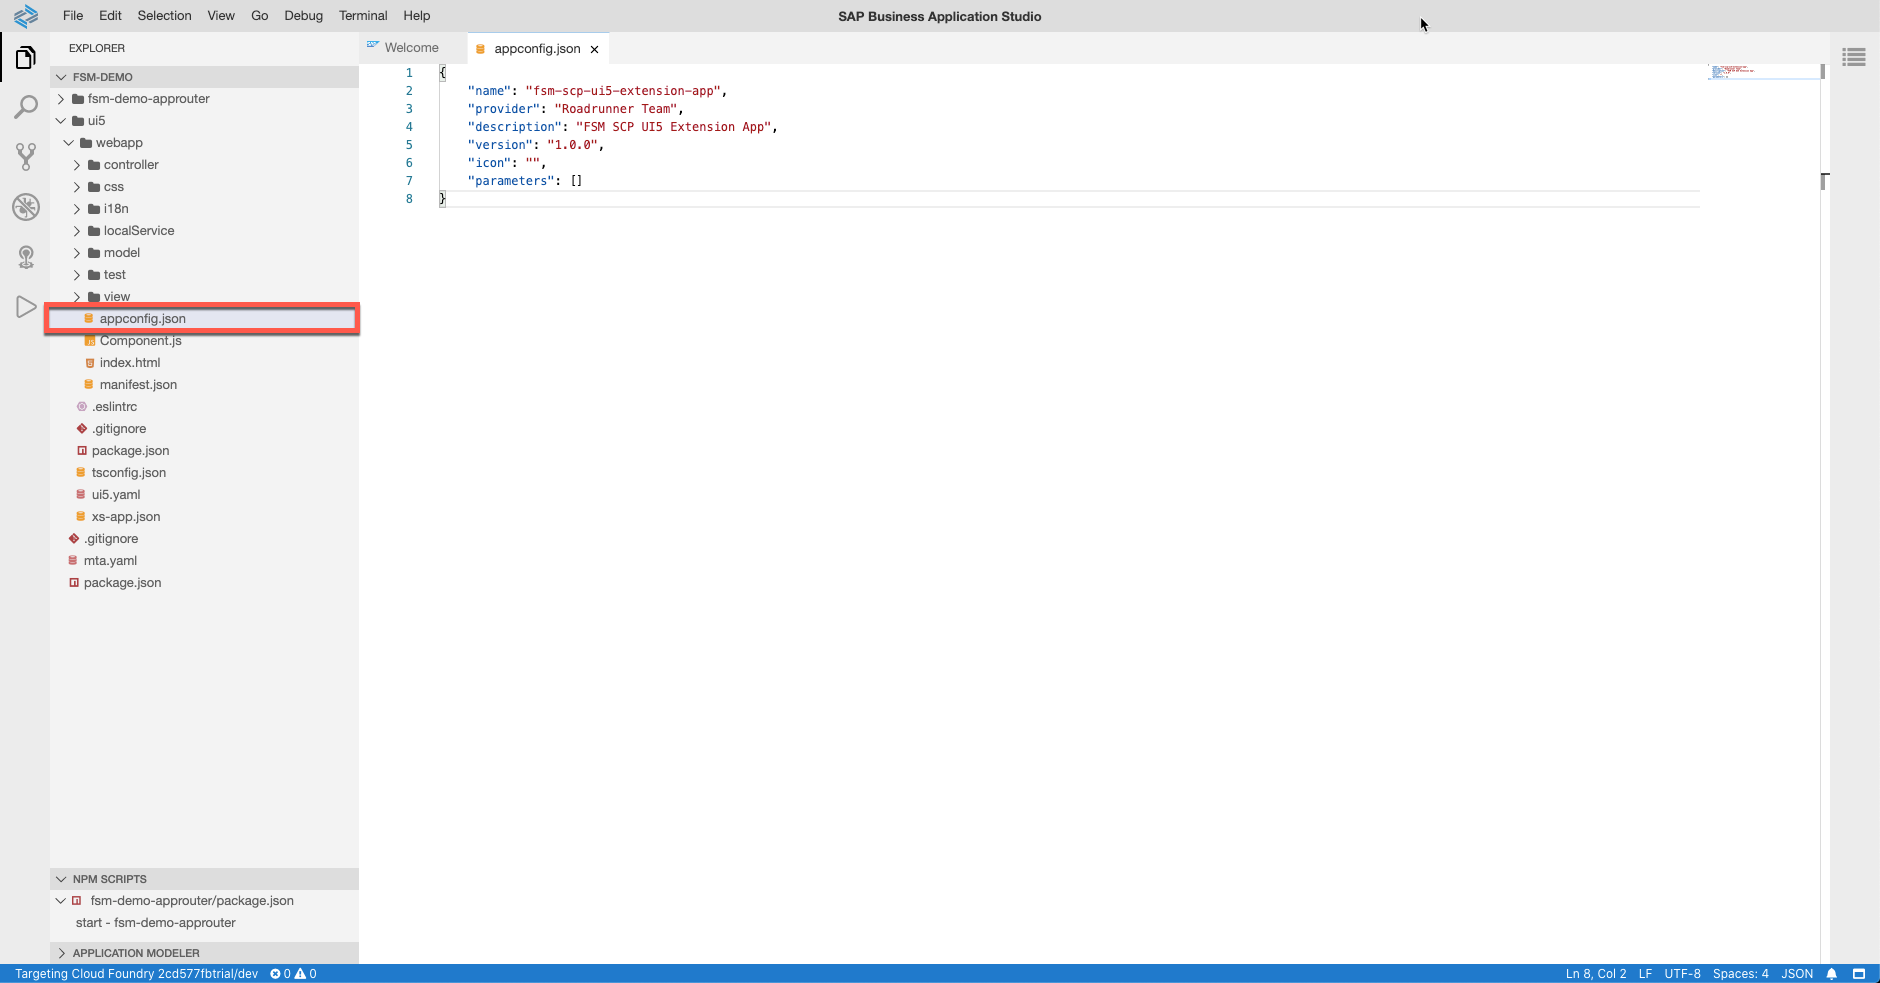 File Edit Selection View Go Debug Terminal Help
SAP Business Application Studio
EXPLORER
FSM-DEMO
fsm-demo-approuter
ui5
webapp
controller
css
i18n
localService
model
test
view
appconfig.json
Component.js
index.html
manifest.json
.eslintrc
.gitignore
package.json
tsconfig.json
ui5.yaml
xs-app.json
.gitignore
mta.yaml
package.json
NPM SCRIPTS
fsm-demo-approuter/package.json
start - fsm-demo-approuter
APPLICATION MODELER
Welcome appconfig.json
1 {
2 "name": "fsm-scp-ui5-extension-app",
3 "provider": "Roadrunner Team",
4 "description": "FSM SCP UI5 Extension App",
5 "version": "1.0.0",
6 "icon": "",
7 "parameters": []
8 }
Targeting Cloud Foundry 2cd577fbtrial/dev 0 0
Ln 8, Col 2 LF UTF-8 Spaces: 4 JSON